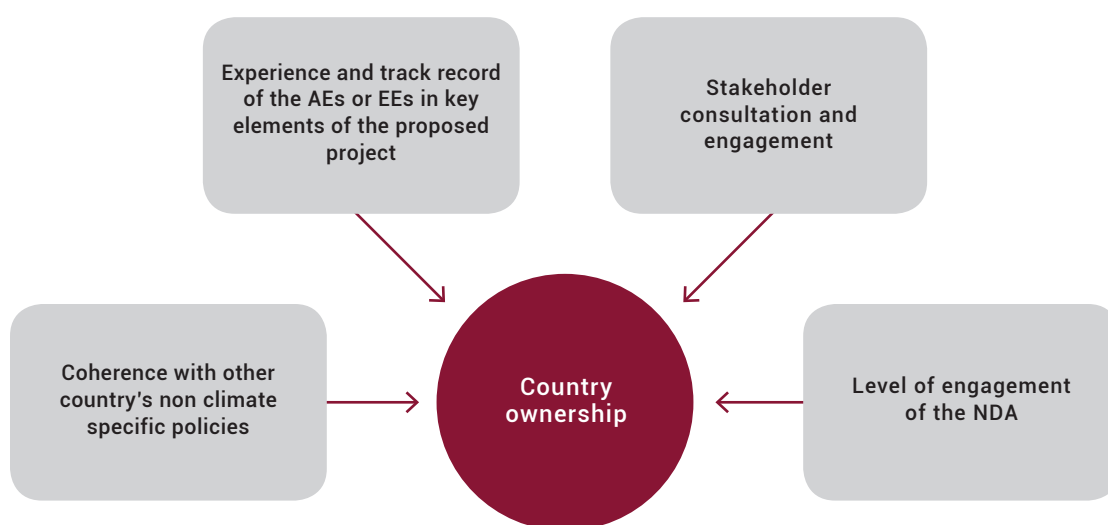 Experience and track record
of the AEs or EEs in key
elements of the proposed
project
Stakeholder
consultation and
engagement
Coherence with other
country's non climate
specific policies
Country
ownership
Level of engagement
of the NDA